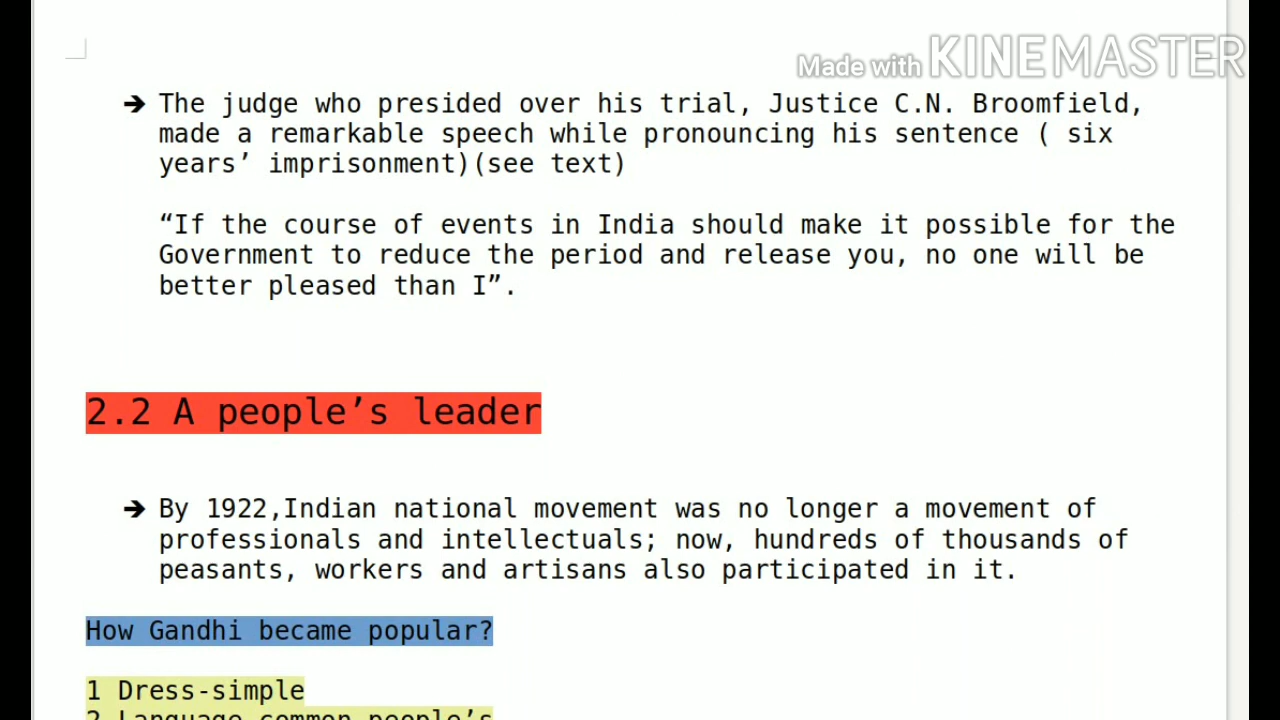 Made with KINEMASTER
➔ The judge who presided over his trial, Justice C.N. Broomfield,
made a remarkable speech while pronouncing his sentence ( six
years’ imprisonment)(see text)
“If the course of events in India should make it possible for the
Government to reduce the period and release you, no one will be
better pleased than I”.
2.2 A people’s leader
➔ By 1922,Indian national movement was no longer a movement of
professionals and intellectuals; now, hundreds of thousands of
peasants, workers and artisans also participated in it.
How Gandhi became popular?
1 Dress-simple
2 Language common people’s